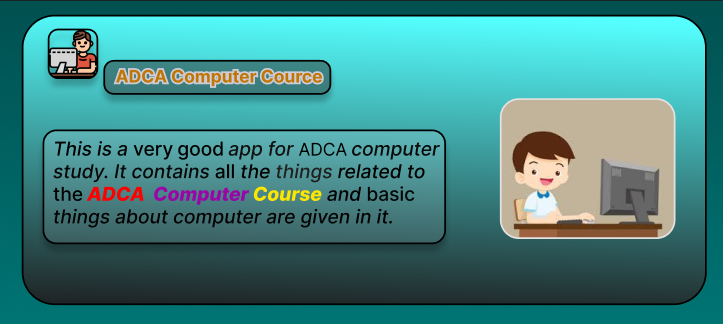 ADCA Computer Cource
This is a very good app for ADCA computer
study. It contains all the things related to
the ADCA Computer Course and basic
things about computer are given in it.